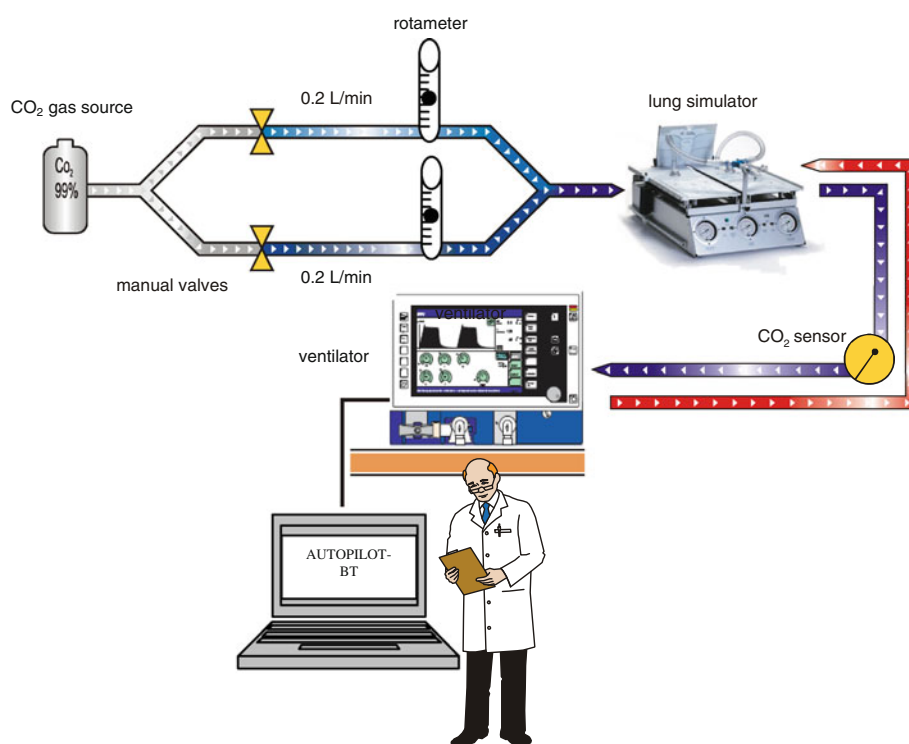 rotameter
0.2 L/min
CO₂ gas source
lung simulator
Co₂
99%
manual valves
0.2 L/min
ventilator
ventilator
CO₂ sensor
AUTOPILOT-
BT